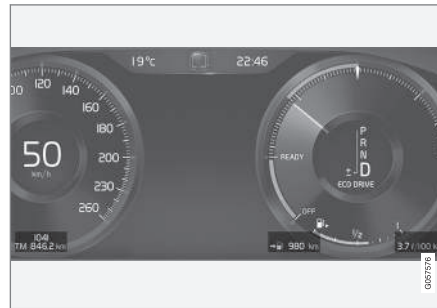 19°C 22:46
00 120 140 160 180 200 230 260
50
km/h
1041
TM 846.2 km
P
R
N
D
±
ECO DRIVE
READY
OFF
1/2
1
980 km
3.7 l/100 k
G057576